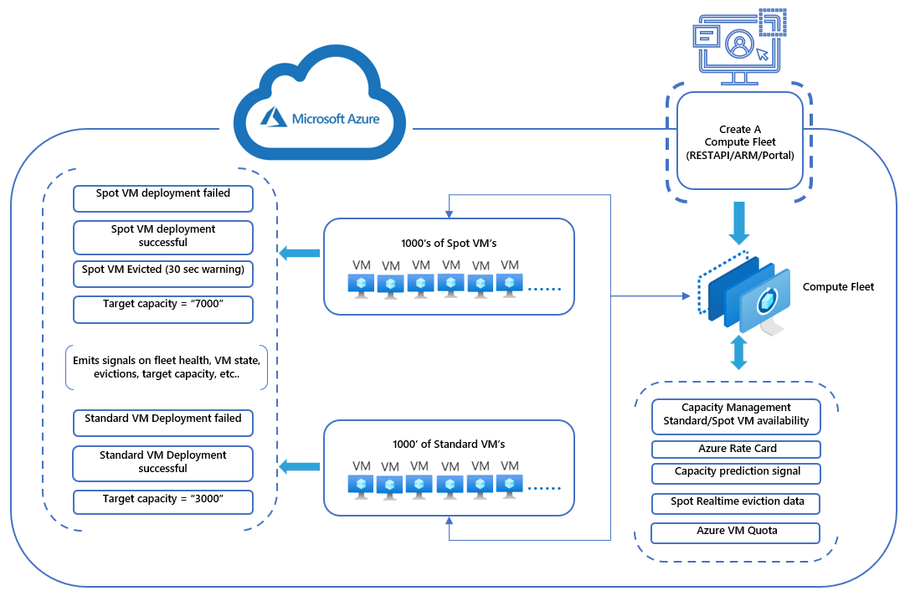 Microsoft Azure
Create A
Compute Fleet
(RESTAPI/ARM/Portal)
Spot VM deployment failed
Spot VM deployment
successful
Spot VM Evicted (30 sec warning)
Target capacity = “7000”
Emits signals on fleet health, VM state,
evictions, target capacity, etc..
Standard VM Deployment failed
Standard VM Deployment
successful
Target capacity = “3000”
1000’s of Spot VM’s
VM VM VM VM VM VM
1000’ of Standard VM’s
VM VM VM VM VM VM
Compute Fleet
Capacity Management
Standard/Spot VM availability
Azure Rate Card
Capacity prediction signal
Spot Realtime eviction data
Azure VM Quota